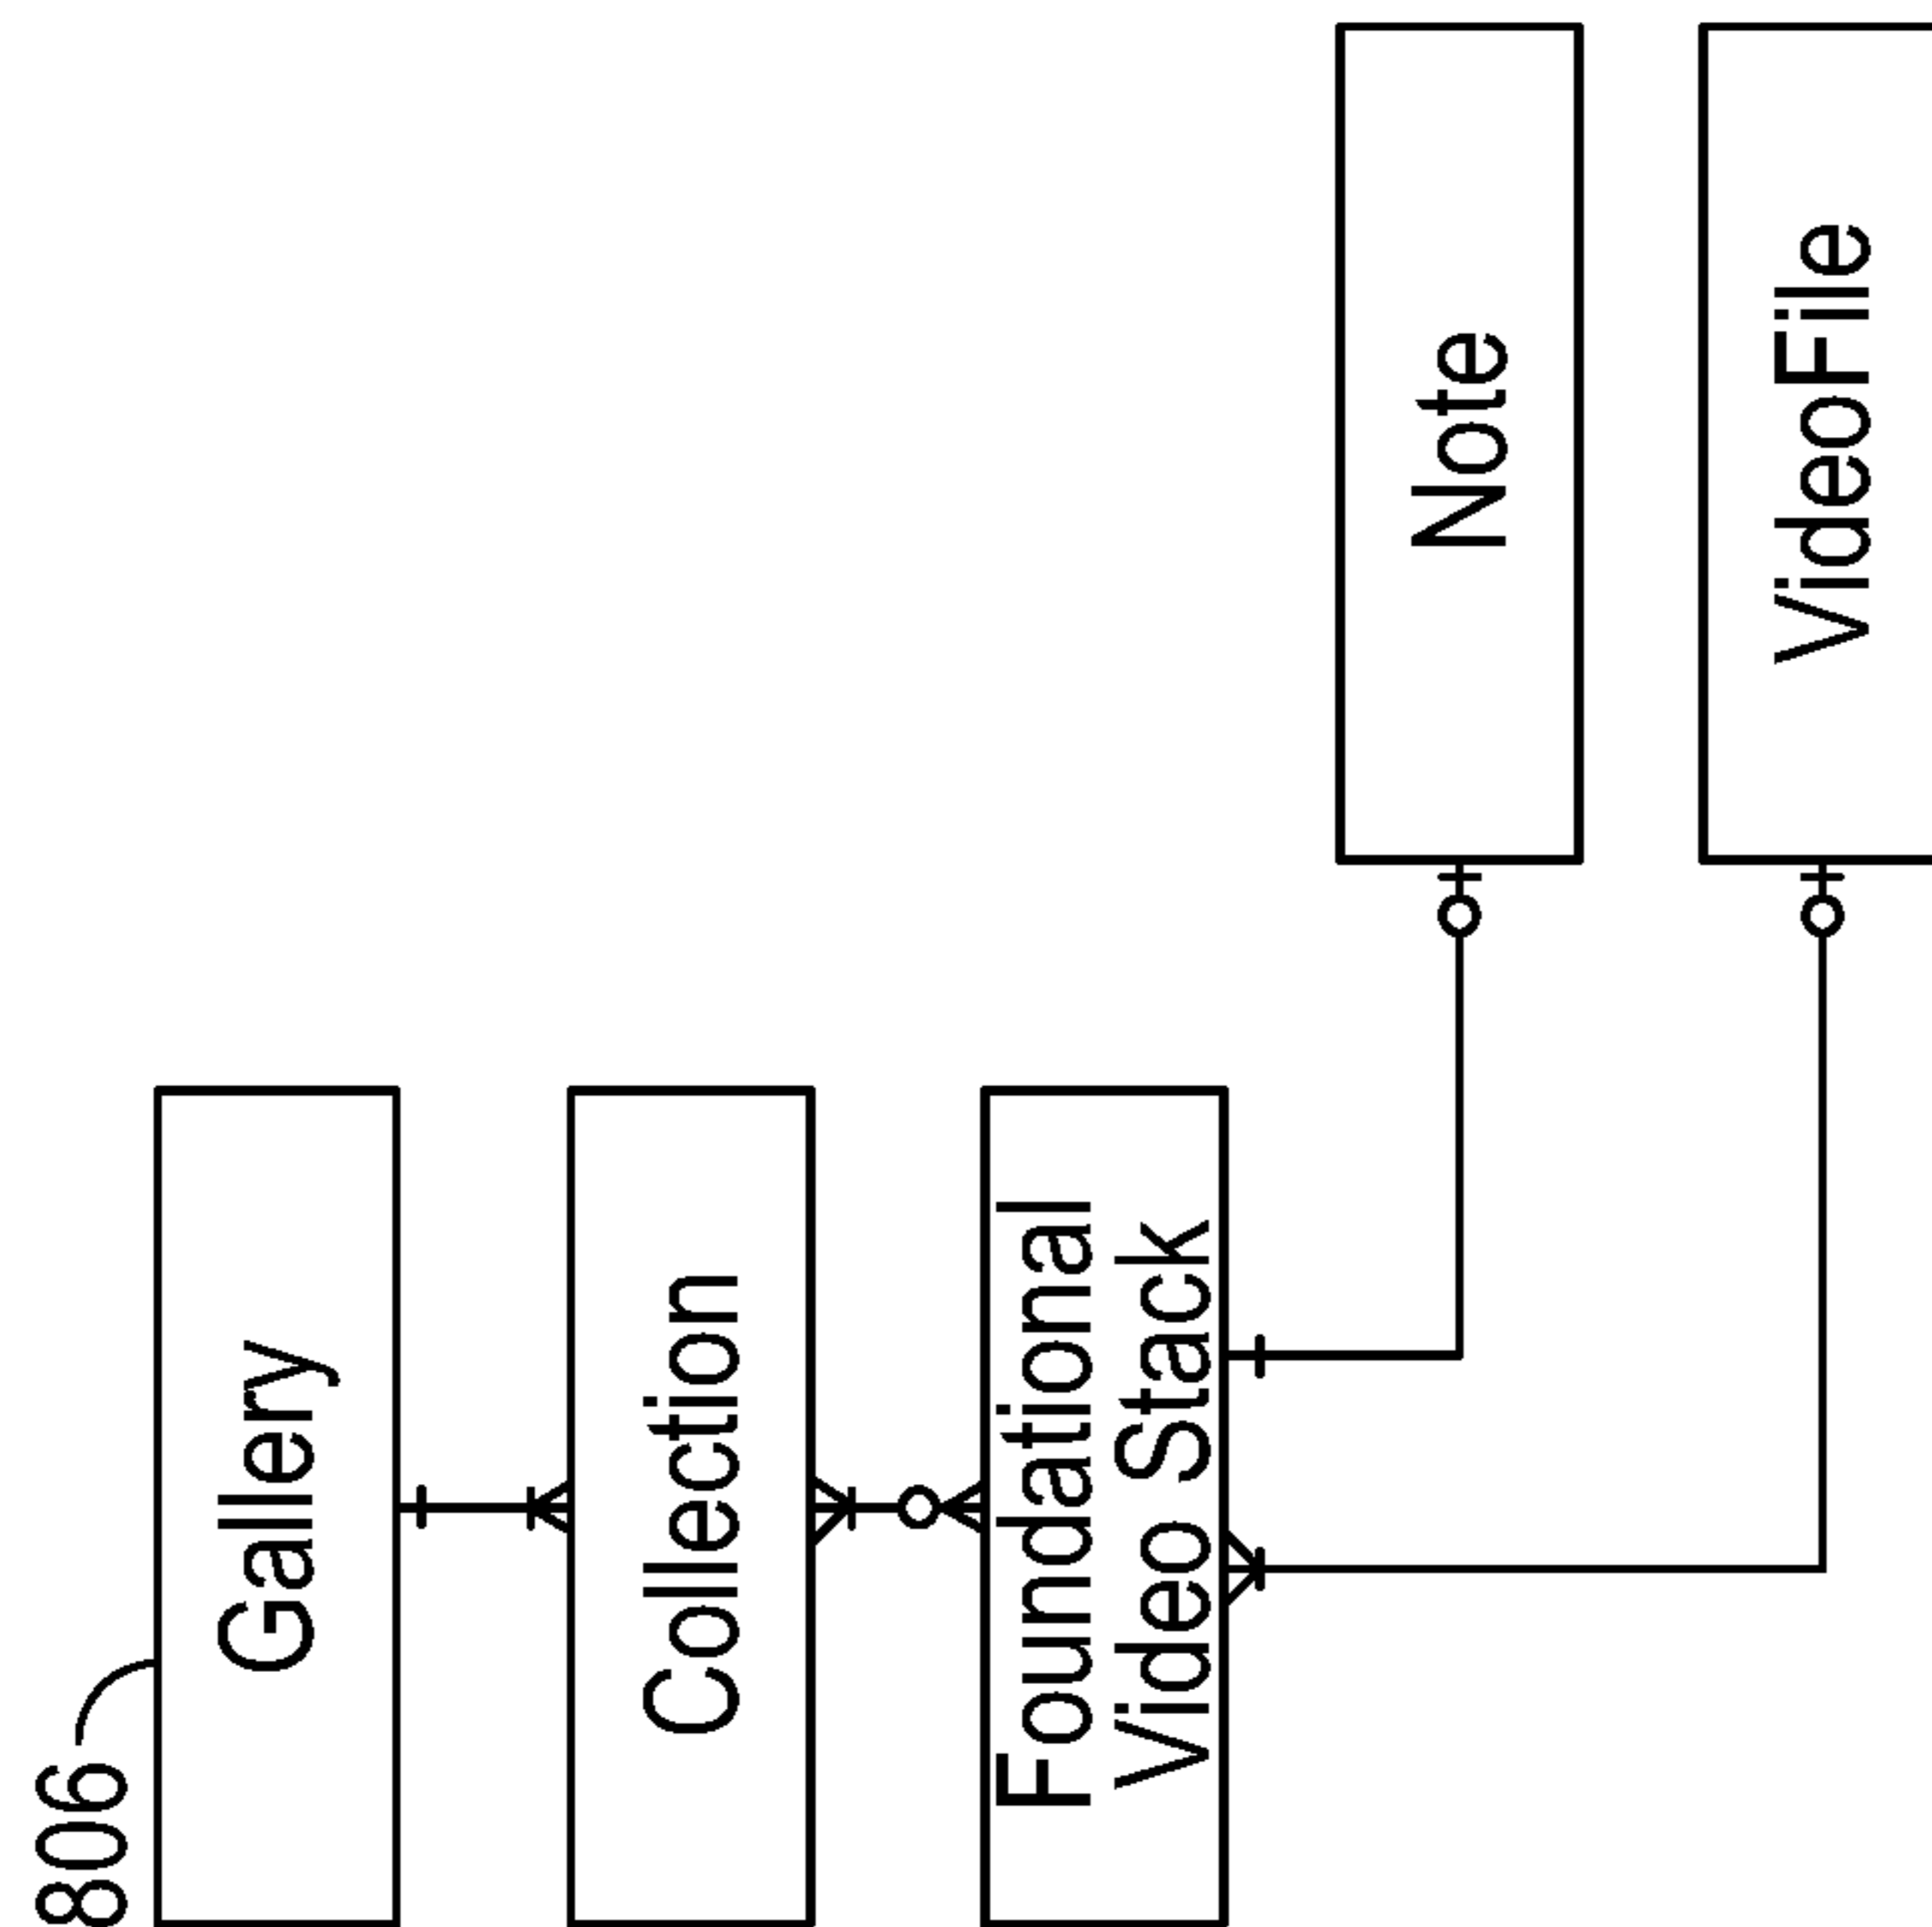 806
Gallery
Collection
Foundational
Video Stack
Note
VideoFile